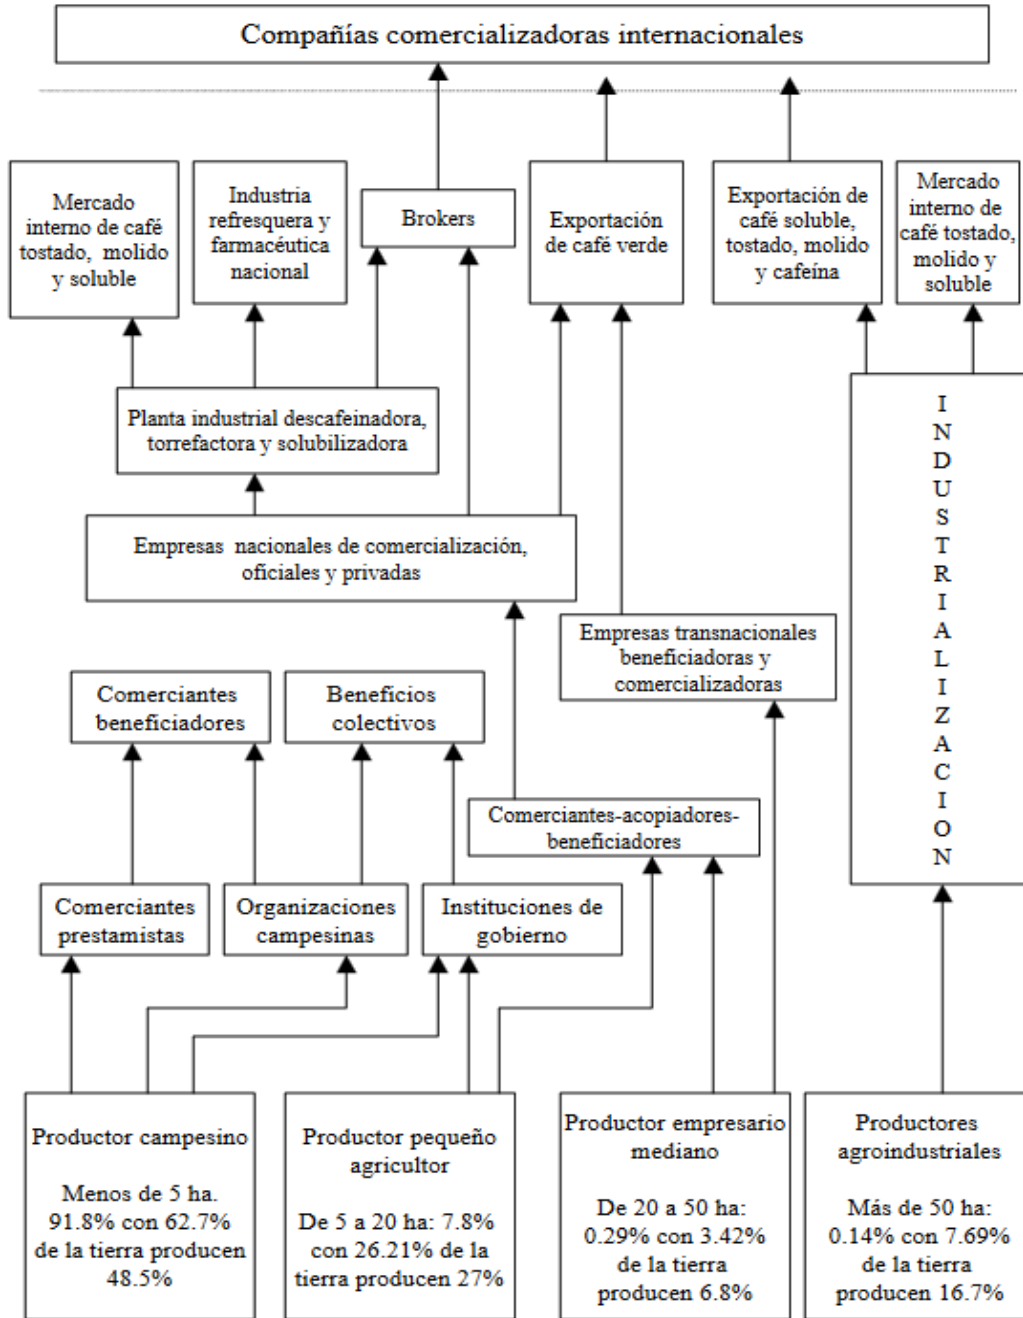 Compañías comercializadoras internacionales
Mercado
interno de café
tostado, molido
y soluble
Industria
refresquera y
farmacéutica
nacional
Brokers
Exportación
de café verde
Exportación de
café soluble,
tostado, molido
y cafeína
Mercado
interno de
café tostado,
molido y
soluble
Planta industrial descafeinadora,
torrefactora y solubilizadora
Empresas nacionales de comercialización,
oficiales y privadas
Empresas transnacionales
beneficiadoras y
comercializadoras
I
N
D
U
S
T
R
I
A
L
I
Z
A
C
I
O
N
Comerciantes
beneficiadores
Beneficios
colectivos
Comerciantes-acopiadores-
beneficiadores
Comerciantes
prestamistas
Organizaciones
campesinas
Instituciones de
gobierno
Productor campesino
Menos de 5 ha.
91.8% con 62.7%
de la tierra producen
48.5%
Productor pequeño
agricultor
De 5 a 20 ha: 7.8%
con 26.21% de la
tierra producen 27%
Productor empresario
mediano
De 20 a 50 ha:
0.29% con 3.42%
de la tierra
producen 6.8%
Productores
agroindustriales
Más de 50 ha:
0.14% con 7.69%
de la tierra
producen 16.7%